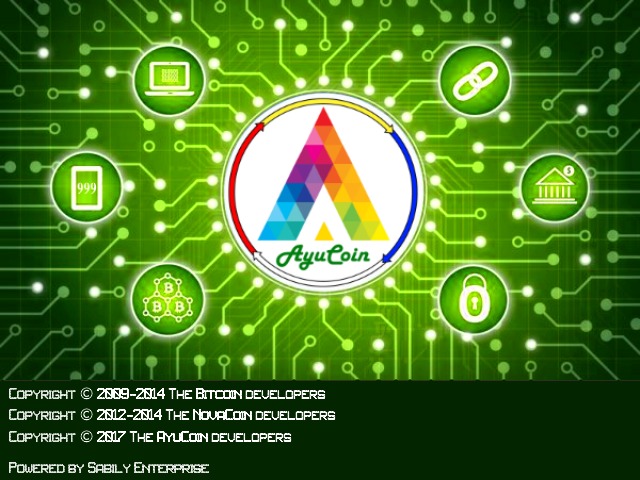 999
AyuCoin
Copyright © 2009-2014 The Bitcoin developers
Copyright © 2012-2014 The NovaCoin developers
Copyright © 2017 The AyuCoin developers
Powered by Sabily Enterprise